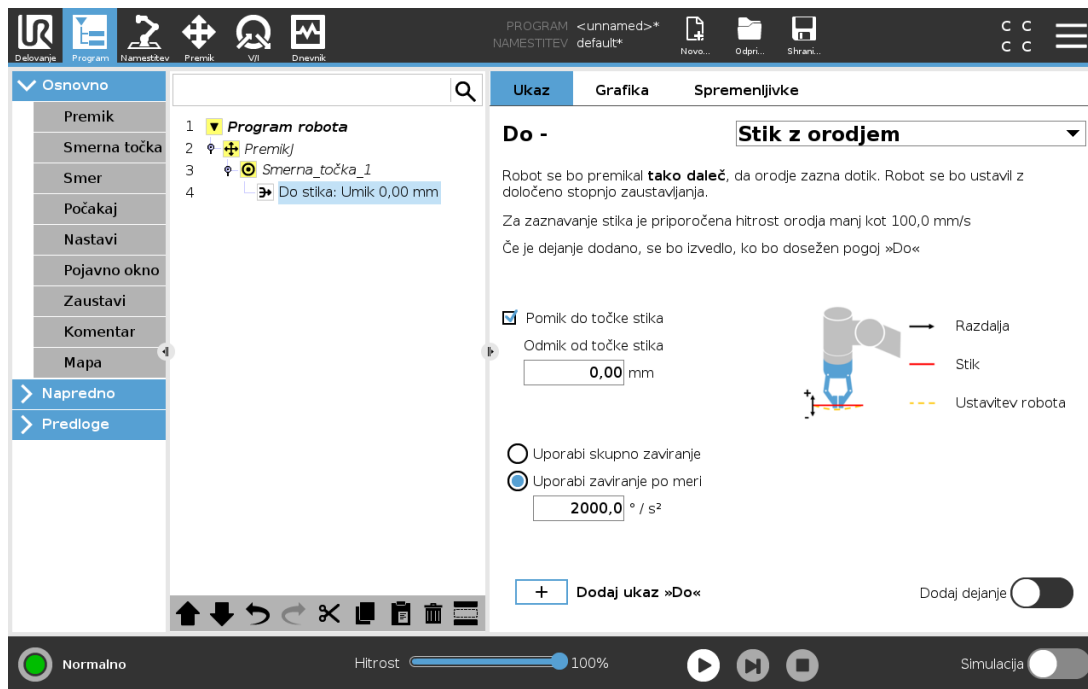 PROGRAM <unnamed>*
NAMESTITEV default*
Delovanje Program Namestitev Premik V/I Dnevnik Novo... Odpri... Shrani...
C C
C C
Osnovno
Premik
Smerna točka
Smer
Počakaj
Nastavi
Pojavno okno
Zaustavi
Komentar
Mapa
Napredno
Predloge
1 Program robota
2 PremikJ
3 Smerna_točka_1
4 Do stika: Umik 0,00 mm
Ukaz Grafika Spremenljivke
Do - Stik z orodjem
Robot se bo premikal tako daleč, da orodje zazna dotik. Robot se bo ustavil z
določeno stopnjo zaustavljanja.
Za zaznavanje stika je priporočena hitrost orodja manj kot 100,0 mm/s
Če je dejanje dodano, se bo izvedlo, ko bo dosežen pogoj »Do«
Pomik do točke stika
Odmik od točke stika
0,00 mm
+
-
Razdalja
Stik
Ustavitev robota
Uporabi skupno zaviranje
Uporabi zaviranje po meri
2000,0 ° / s²
+ Dodaj ukaz »Do«
Dodaj dejanje
Normalno
Hitrost 100%
Simulacija